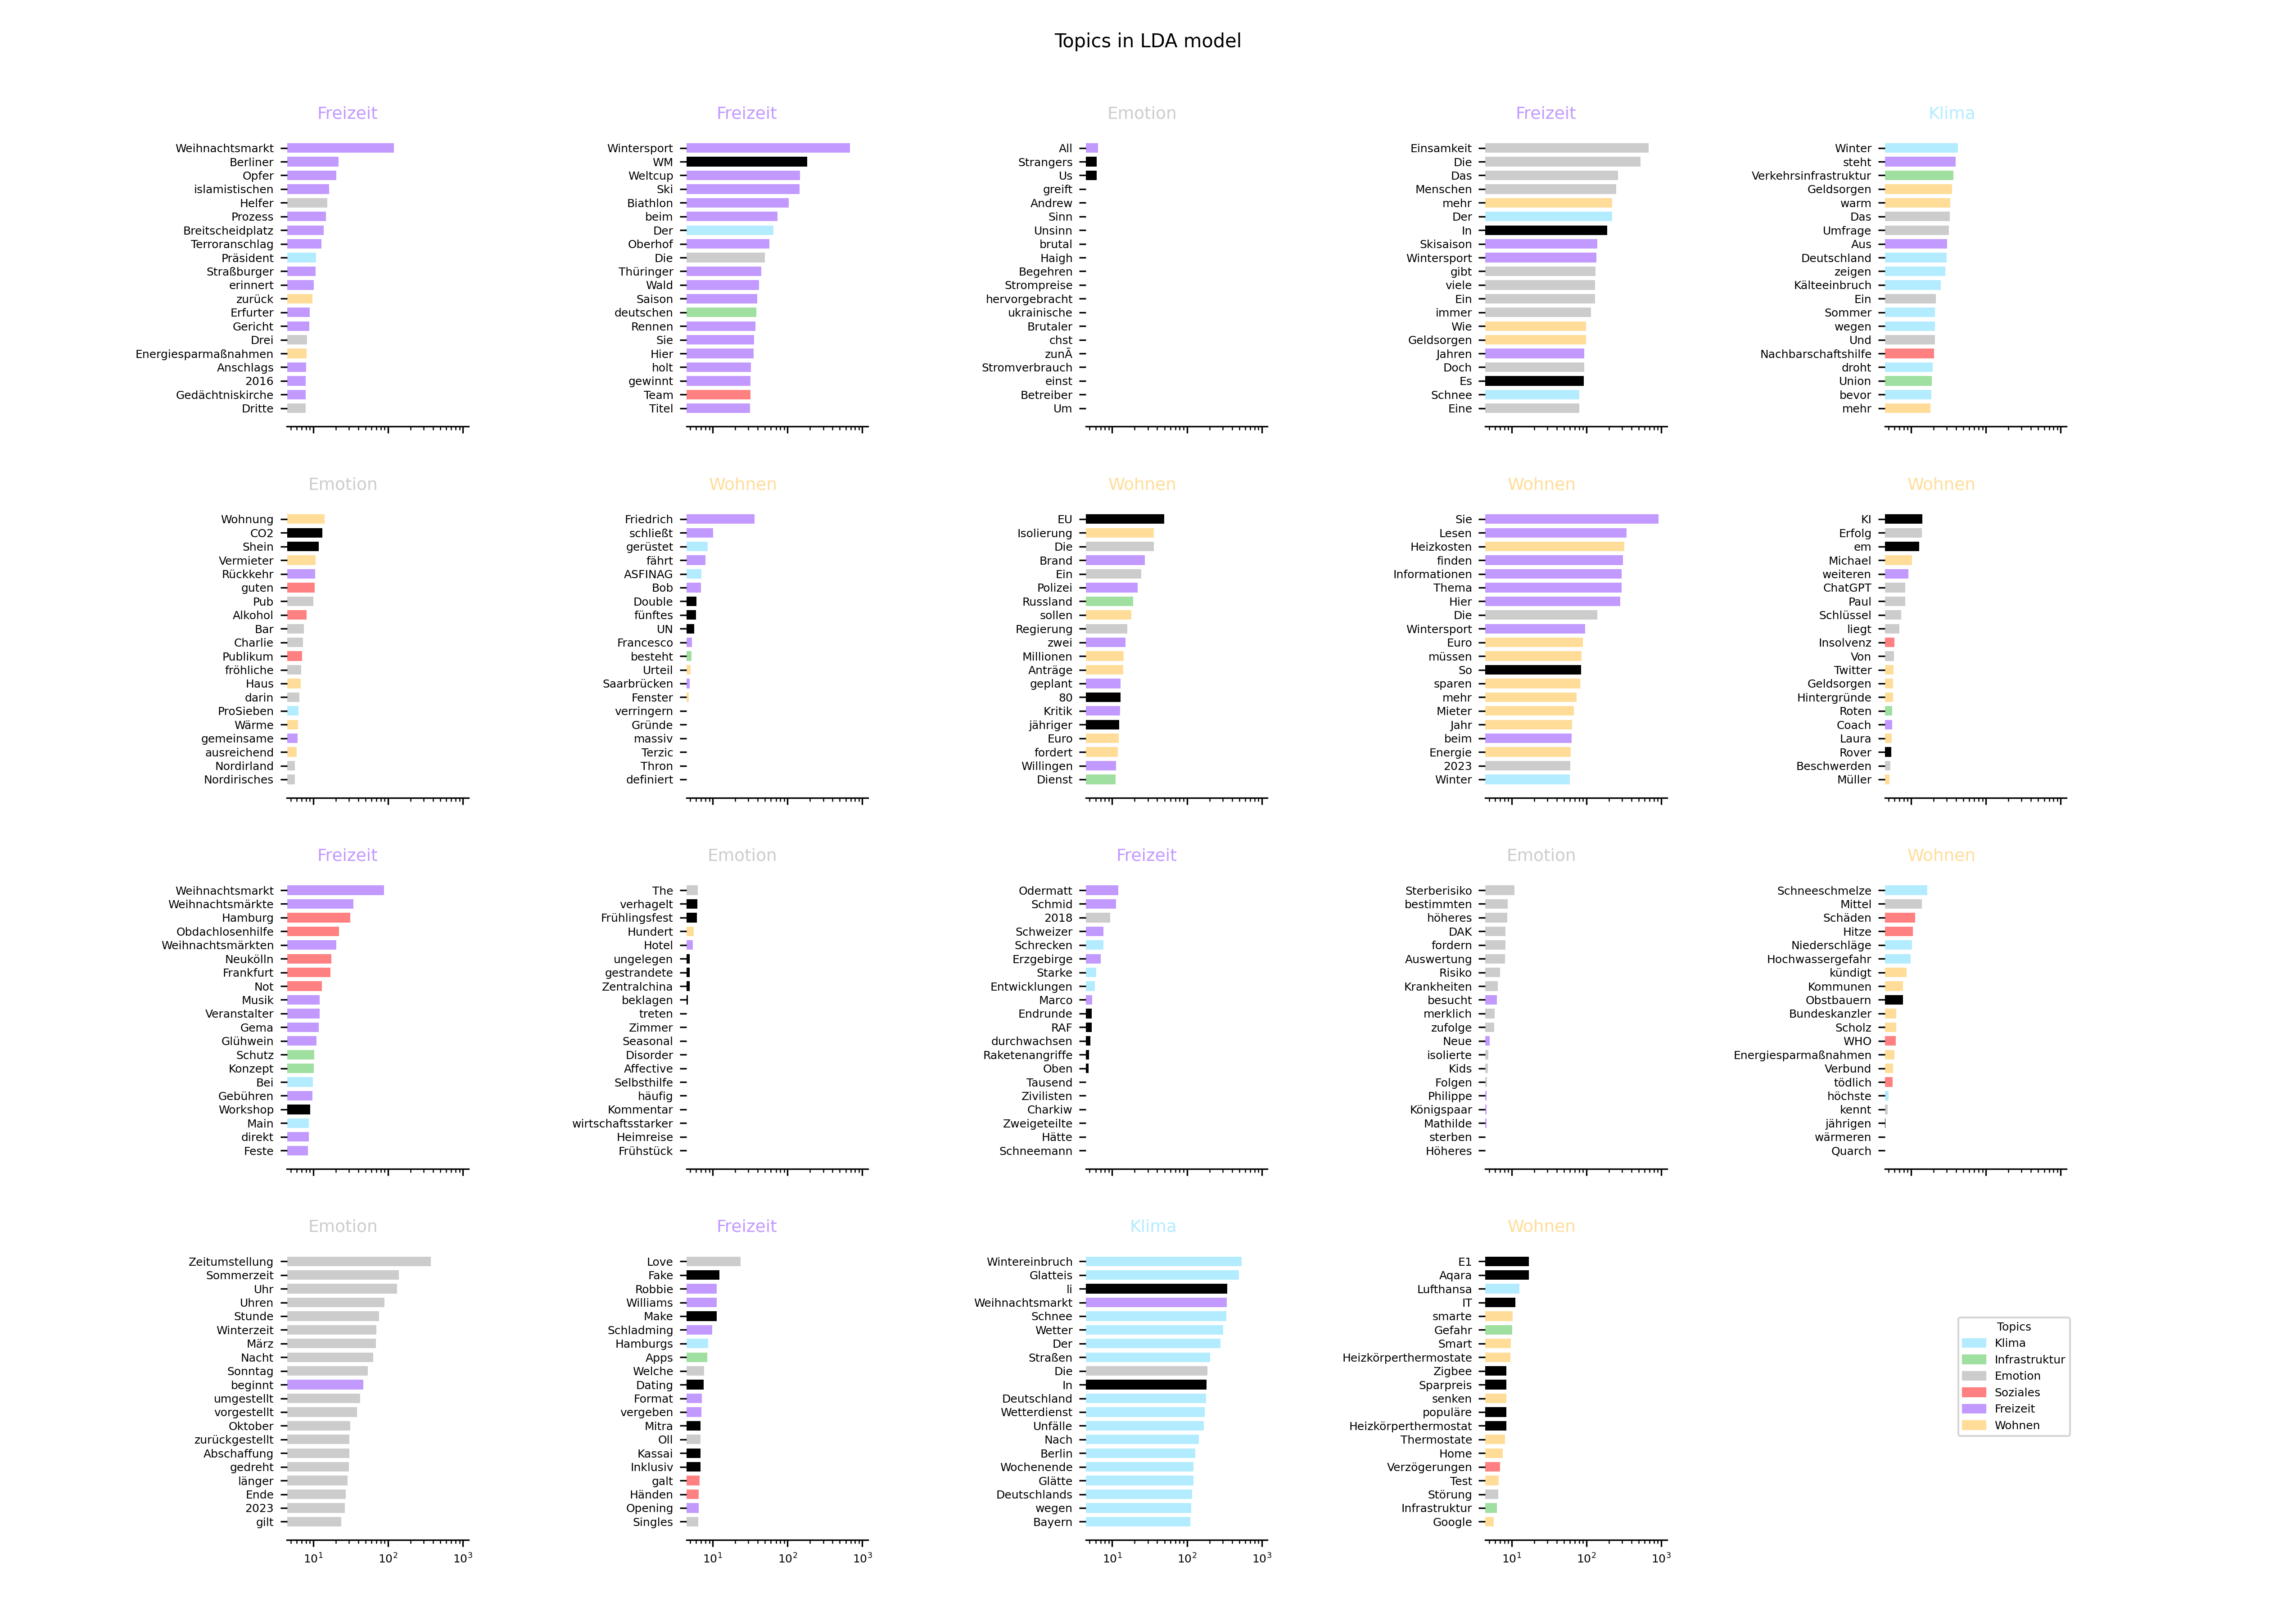 Topics in LDA model
Freizeit
Weihnachtsmarkt
Berliner
Opfer
islamistischen
Helfer
Prozess
Breitscheidplatz
Terroranschlag
Präsident
Straßburger
erinnert
zurück
Erfurter
Gericht
Drei
Energiesparmaßnahmen
Anschlags
2016
Gedächtniskirche
Dritte
Freizeit
Wintersport
WM
Weltcup
Ski
Biathlon
beim
Der
Oberhof
Die
Thüringer
Wald
Saison
deutschen
Rennen
Sie
Hier
holt
gewinnt
Team
Titel
Emotion
All
Strangers
Us
greift
Andrew
Sinn
Unsinn
brutal
Haigh
Begehren
Strompreise
hervorgebracht
ukrainische
Brutaler
chst
zunÃ
Stromverbrauch
einst
Betreiber
Um
Freizeit
Einsamkeit
Die
Das
Menschen
mehr
Der
In
Skisaison
Wintersport
gibt
viele
Ein
immer
Wie
Geldsorgen
Jahren
Doch
Es
Schnee
Eine
Klima
Winter
steht
Verkehrsinfrastruktur
Geldsorgen
warm
Das
Umfrage
Aus
Deutschland
zeigen
Kälteeinbruch
Ein
Sommer
wegen
Und
Nachbarschaftshilfe
droht
Union
bevor
mehr
Emotion
Wohnung
CO2
Shein
Vermieter
Rückkehr
guten
Pub
Alkohol
Bar
Charlie
Publikum
fröhliche
Haus
darin
ProSieben
Wärme
gemeinsame
ausreichend
Nordirland
Nordirisches
Wohnen
Friedrich
schließt
gerüstet
fährt
ASFINAG
Bob
Double
fünftes
UN
Francesco
besteht
Urteil
Saarbrücken
Fenster
verringern
Gründe
massiv
Terzic
Thron
definiert
Wohnen
EU
Isolierung
Die
Brand
Ein
Polizei
Russland
sollen
Regierung
zwei
Millionen
Anträge
geplant
80
Kritik
jähriger
Euro
fordert
Willingen
Dienst
Wohnen
Sie
Lesen
Heizkosten
finden
Informationen
Thema
Hier
Die
Wintersport
Euro
müssen
So
sparen
mehr
Mieter
Jahr
beim
Energie
2023
Winter
Wohnen
KI
Erfolg
em
Michael
weiteren
ChatGPT
Paul
Schlüssel
liegt
Insolvenz
Von
Twitter
Geldsorgen
Hintergründe
Roten
Coach
Laura
Rover
Beschwerden
Müller
Freizeit
Weihnachtsmarkt
Weihnachtsmärkte
Hamburg
Obdachlosenhilfe
Weihnachtsmärkten
Neukölln
Frankfurt
Not
Musik
Veranstalter
Gema
Glühwein
Schutz
Konzept
Bei
Gebühren
Workshop
Main
direkt
Feste
Emotion
The
verhagelt
Frühlingsfest
Hundert
Hotel
ungelegen
gestrandete
Zentralchina
beklagen
treten
Zimmer
Seasonal
Disorder
Affective
Selbsthilfe
häufig
Kommentar
wirtschaftsstarker
Heimreise
Frühstück
Freizeit
Odermatt
Schmid
2018
Schweizer
Schrecken
Erzgebirge
Starke
Entwicklungen
Marco
Endrunde
RAF
durchwachsen
Raketenangriffe
Oben
Tausend
Zivilisten
Charkiw
Zweigeteilte
Hätte
Schneemann
Emotion
Sterberisiko
bestimmten
höheres
DAK
fordern
Auswertung
Risiko
Krankheiten
besucht
merklich
zufolge
Neue
isolierte
Kids
Folgen
Philippe
Königspaar
Mathilde
sterben
Höheres
Wohnen
Schneeschmelze
Mittel
Schäden
Hitze
Niederschläge
Hochwassergefahr
kündigt
Kommunen
Obstbauern
Bundeskanzler
Scholz
WHO
Energiesparmaßnahmen
Verbund
tödlich
höchste
kennt
jährigen
wärmeren
Quarch
Emotion
Zeitumstellung
Sommerzeit
Uhr
Uhren
Stunde
Winterzeit
März
Nacht
Sonntag
beginnt
umgestellt
vorgestellt
Oktober
zurückgestellt
Abschaffung
gedreht
länger
Ende
2023
gilt
10¹ 10² 10³
Freizeit
Love
Fake
Robbie
Williams
Make
Schladming
Hamburgs
Apps
Welche
Dating
Format
vergeben
Mitra
Oll
Kassai
Inklusiv
galt
Händen
Opening
Singles
10¹ 10² 10³
Klima
Wintereinbruch
Glatteis
li
Weihnachtsmarkt
Schnee
Wetter
Der
Straßen
Die
In
Deutschland
Wetterdienst
Unfälle
Nach
Berlin
Wochenende
Glätte
Deutschlands
wegen
Bayern
10¹ 10² 10³
Wohnen
E1
Aqara
Lufthansa
IT
smarte
Gefahr
Smart
Heizkörperthermostate
Zigbee
Sparpreis
senken
populäre
Heizkörperthermostat
Thermostate
Home
Verzögerungen
Test
Störung
Infrastruktur
Google
10¹ 10² 10³
Topics
Klima
Infrastruktur
Emotion
Soziales
Freizeit
Wohnen